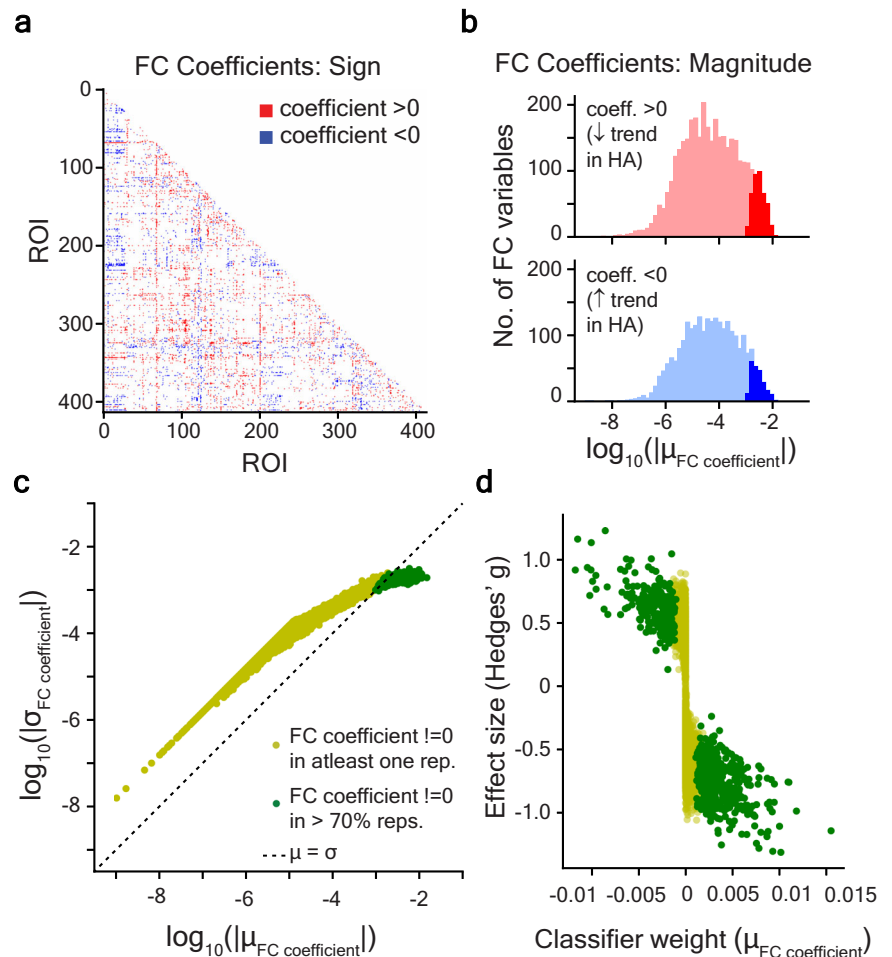 a
FC Coefficients: Sign
coefficient >0
coefficient <0
0
100
200
300
400
ROI
0
100
200
300
400
ROI
b
FC Coefficients: Magnitude
200
100
0
coeff. >0
(↓ trend
in HA)
200
100
0
coeff. <0
(↑ trend
in HA)
No. of FC variables
-8
-6
-4
-2
log10(|μFC coefficient|)
c
-2
-4
-6
-8
log10(|σFC coefficient|)
FC coefficient !=0
in atleast one rep.
FC coefficient !=0
in > 70% reps.
μ = σ
-8
-6
-4
-2
log10(|μFC coefficient|)
d
1.0
0.5
0
-0.5
-1.0
Effect size (Hedges' g)
-0.01
-0.005
0
0.005
0.01
0.015
Classifier weight (μFC coefficient)